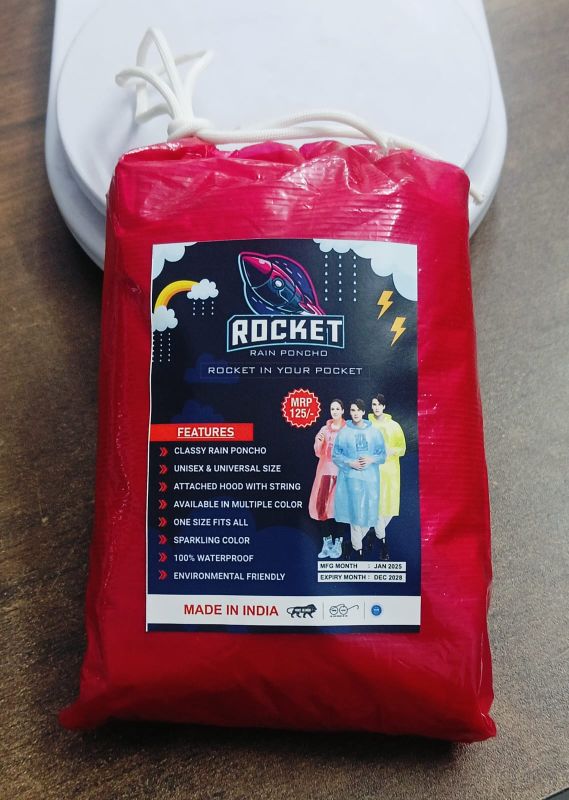 ROCKET
RAIN PONCHO
ROCKET IN YOUR POCKET
MRP
125/-
FEATURES
CLASSY RAIN PONCHO
UNISEX & UNIVERSAL SIZE
ATTACHED HOOD WITH STRING
AVAILABLE IN MULTIPLE COLOR
ONE SIZE FITS ALL
SPARKLING COLOR
100% WATERPROOF
ENVIRONMENTAL FRIENDLY
MFG MONTH : JAN 2025
EXPIRY MONTH : DEC 2028
MADE IN INDIA